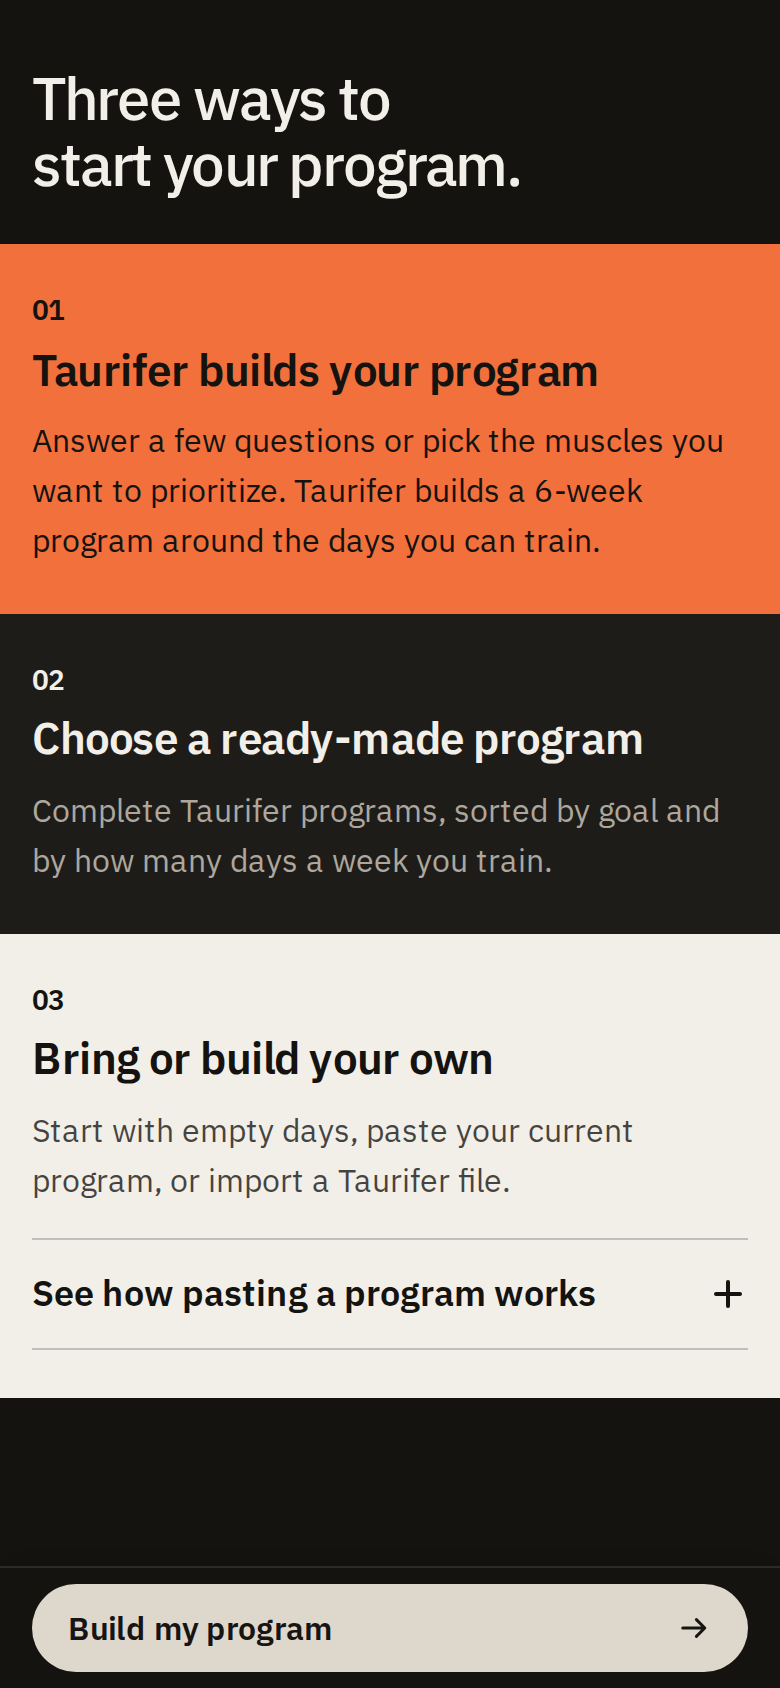 Three ways to
start your program.
01
Taurifer builds your program
Answer a few questions or pick the muscles you
want to prioritize. Taurifer builds a 6-week
program around the days you can train.
02
Choose a ready-made program
Complete Taurifer programs, sorted by goal and
by how many days a week you train.
03
Bring or build your own
Start with empty days, paste your current
program, or import a Taurifer file.
See how pasting a program works
Build my program